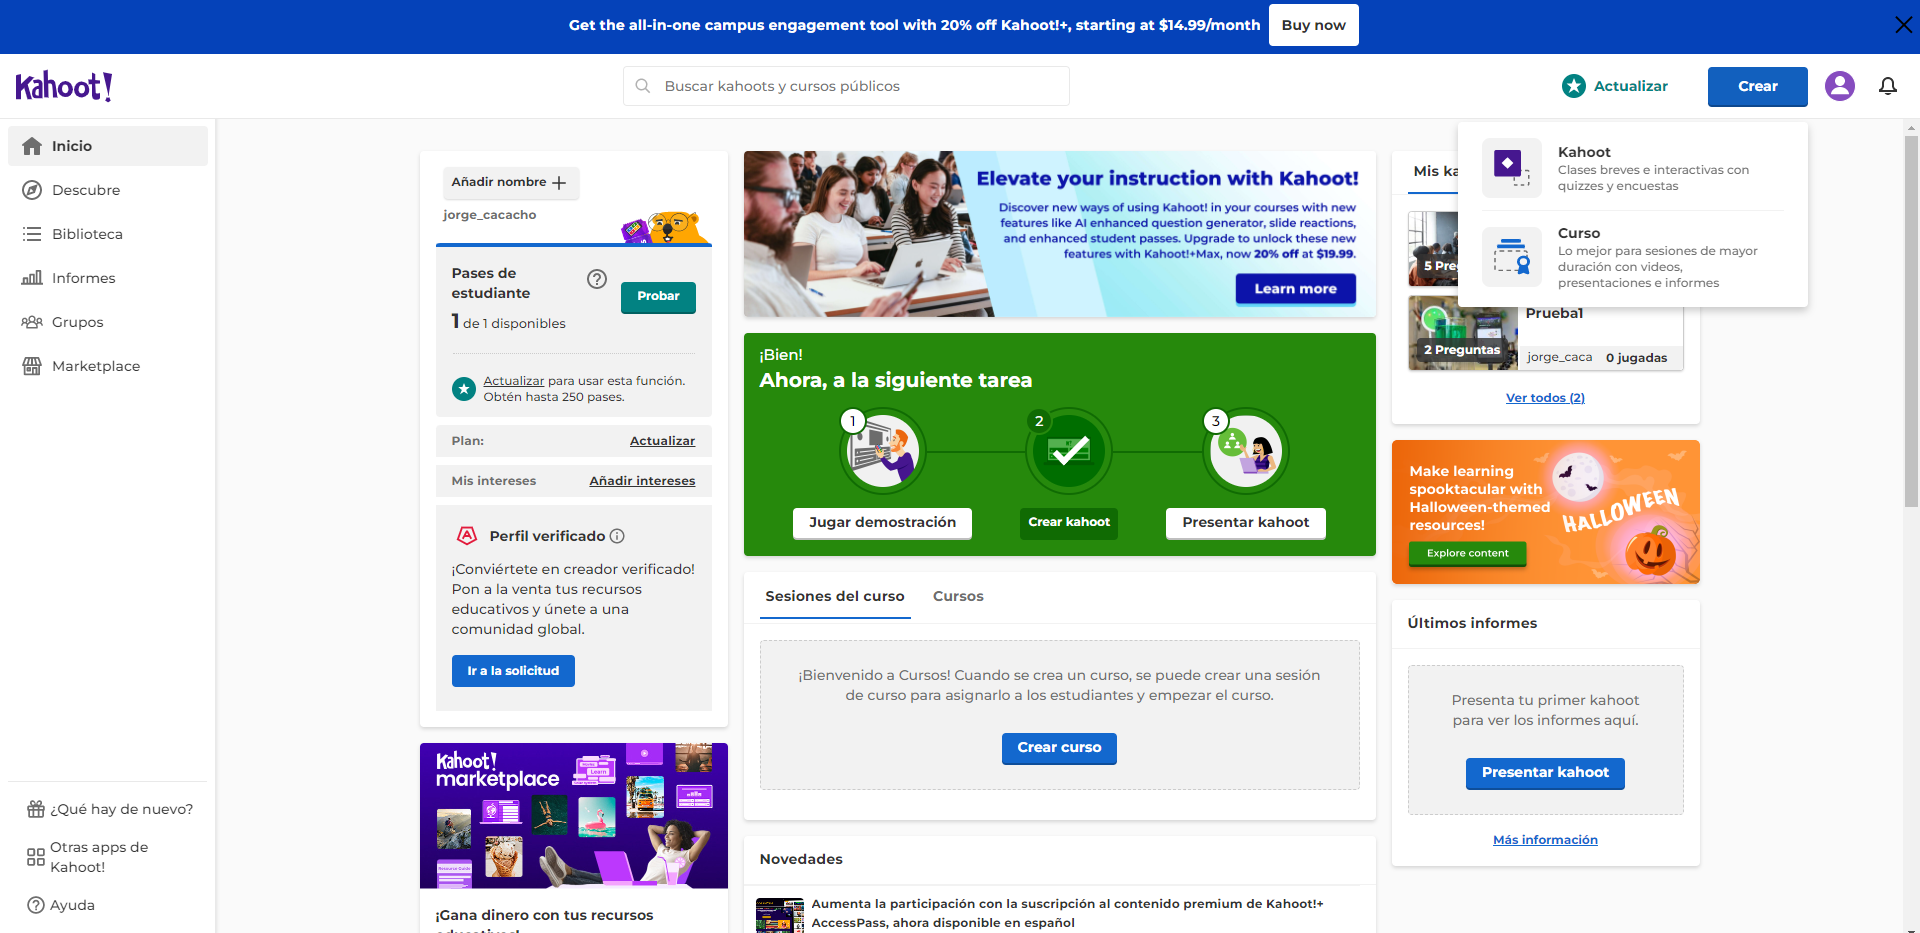 Get the all-in-one campus engagement tool with 20% off Kahoot!+, starting at $14.99/month
Buy now
Kahoot!
Buscar kahoots y cursos públicos
Actualizar
Crear
Inicio
Descubre
Biblioteca
Informes
Grupos
Marketplace
¿Qué hay de nuevo?
Otras apps de
Kahoot!
Ayuda
Añadir nombre
jorge_cacacho
Pases de
estudiante
Probar
1 de 1 disponibles
Actualizar para usar esta función.
Obtén hasta 250 pases.
Plan:
Actualizar
Mis intereses
Añadir intereses
Perfil verificado
¡Conviértete en creador verificado!
Pon a la venta tus recursos
educativos y únete a una
comunidad global.
Ir a la solicitud
Kahoot!
marketplace
Learn
¡Gana dinero con tus recursos
educativos!
Elevate your instruction with Kahoot!
Discover new ways of using Kahoot! in your courses with new
features like AI enhanced question generator, slide reactions,
and enhanced student passes. Upgrade to unlock these new
features with Kahoot!+Max, now 20% off at $19.99.
Learn more
¡Bien!
Ahora, a la siguiente tarea
1
2
3
Jugar demostración
Crear kahoot
Presentar kahoot
Sesiones del curso
Cursos
¡Bienvenido a Cursos! Cuando se crea un curso, se puede crear una sesión
de curso para asignarlo a los estudiantes y empezar el curso.
Crear curso
Novedades
Aumenta la participación con la suscripción al contenido premium de Kahoot!+
AccessPass, ahora disponible en español
Mis ka
Kahoot
Clases breves e interactivas con
quizzes y encuestas
Curso
Lo mejor para sesiones de mayor
duración con videos,
presentaciones e informes
5 Preg
Prueba1
2 Preguntas
jorge_caca
0 jugadas
Ver todos (2)
Make learning
spooktacular with
Halloween-themed
resources!
HALLOWEEN
Explore content
Últimos informes
Presenta tu primer kahoot
para ver los informes aquí.
Presentar kahoot
Más información